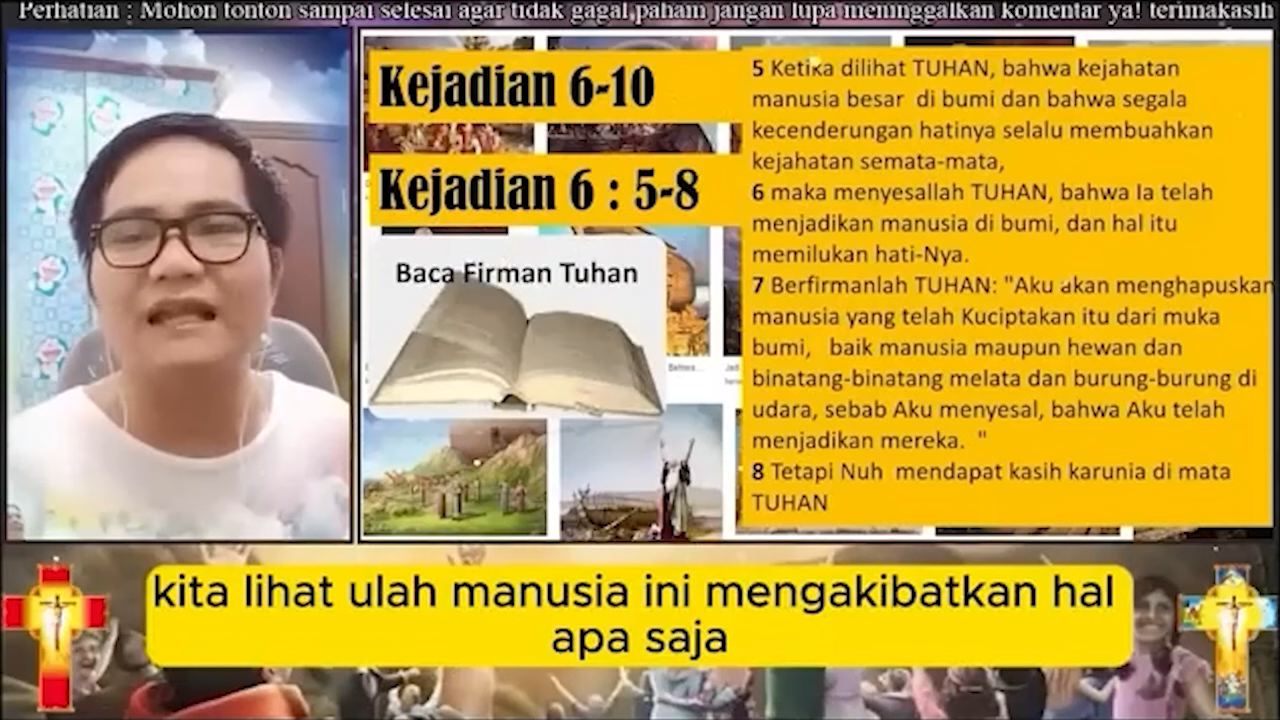 Perhatian : Mohon tonton sampai selesai agar tidak gagal paham jangan lupa meninggalkan komentar ya! terimakasih
Kejadian 6-10
Kejadian 6 : 5-8
Baca Firman Tuhan
5 Ketika dilihat TUHAN, bahwa kejahatan
manusia besar di bumi dan bahwa segala
kecenderungan hatinya selalu membuahkan
kejahatan semata-mata,
6 maka menyesallah TUHAN, bahwa Ia telah
menjadikan manusia di bumi, dan hal itu
memilukan hati-Nya.
7 Berfirmanlah TUHAN: "Aku akan menghapuskan
manusia yang telah Kuciptakan itu dari muka
bumi, baik manusia maupun hewan dan
binatang-binatang melata dan burung-burung di
udara, sebab Aku menyesal, bahwa Aku telah
menjadikan mereka. "
8 Tetapi Nuh mendapat kasih karunia di mata
TUHAN
kita lihat ulah manusia ini mengakibatkan hal
apa saja